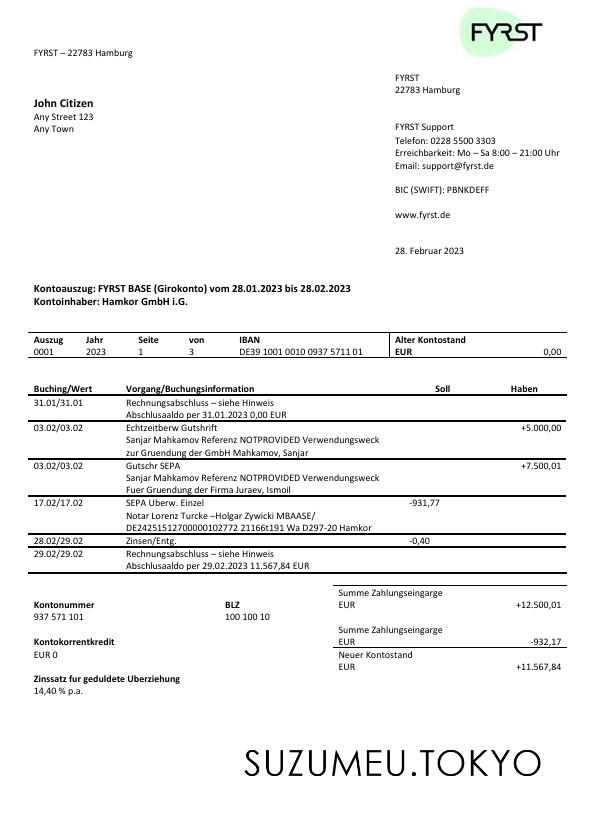 FYRST
FYRST – 22783 Hamburg
FYRST
22783 Hamburg
John Citizen
Any Street 123
Any Town
FYRST Support
Telefon: 0228 5500 3303
Erreichbarkeit: Mo – Sa 8:00 – 21:00 Uhr
Email: support@fyrst.de
BIC (SWIFT): PBNKDEFF
www.fyrst.de
28. Februar 2023
Kontoauszug: FYRST BASE (Girokonto) vom 28.01.2023 bis 28.02.2023
Kontoinhaber: Hamkor GmbH i.G.
Auszug Jahr Seite von IBAN Alter Kontostand
0001 2023 1 3 DE39 1001 0010 0937 5711 01 EUR 0,00
Buching/Wert Vorgang/Buchungsinformation Soll Haben
31.01/31.01 Rechnungsabschluss – siehe Hinweis
Abschlusaaldo per 31.01.2023 0,00 EUR
03.02/03.02 Echtzeitberw Gutshrift +5.000,00
Sanjar Mahkamov Referenz NOTPROVIDED Verwendungsweck
zur Gruendung der GmbH Mahkamov, Sanjar
03.02/03.02 Gutschr SEPA +7.500,01
Sanjar Mahkamov Referenz NOTPROVIDED Verwendungsweck
Fuer Gruendung der Firma Juraev, Ismoil
17.02/17.02 SEPA Uberw. Einzel -931,77
Notar Lorenz Turcke –Holgar Zywicki MBAASE/
DE24251512700000102772 21166t191 Wa D297-20 Hamkor
28.02/29.02 Zinsen/Entg. -0,40
29.02/29.02 Rechnungsabschluss – siehe Hinweis
Abschlusaaldo per 29.02.2023 11.567,84 EUR
Summe Zahlungseingarge
Kontonummer BLZ EUR +12.500,01
937 571 101 100 100 10
Summe Zahlungseingarge
Kontokorrentkredit EUR -932,17
EUR 0 Neuer Kontostand
EUR +11.567,84
Zinssatz fur geduldete Uberziehung
14,40 % p.a.
SUZUMEU.TOKYO